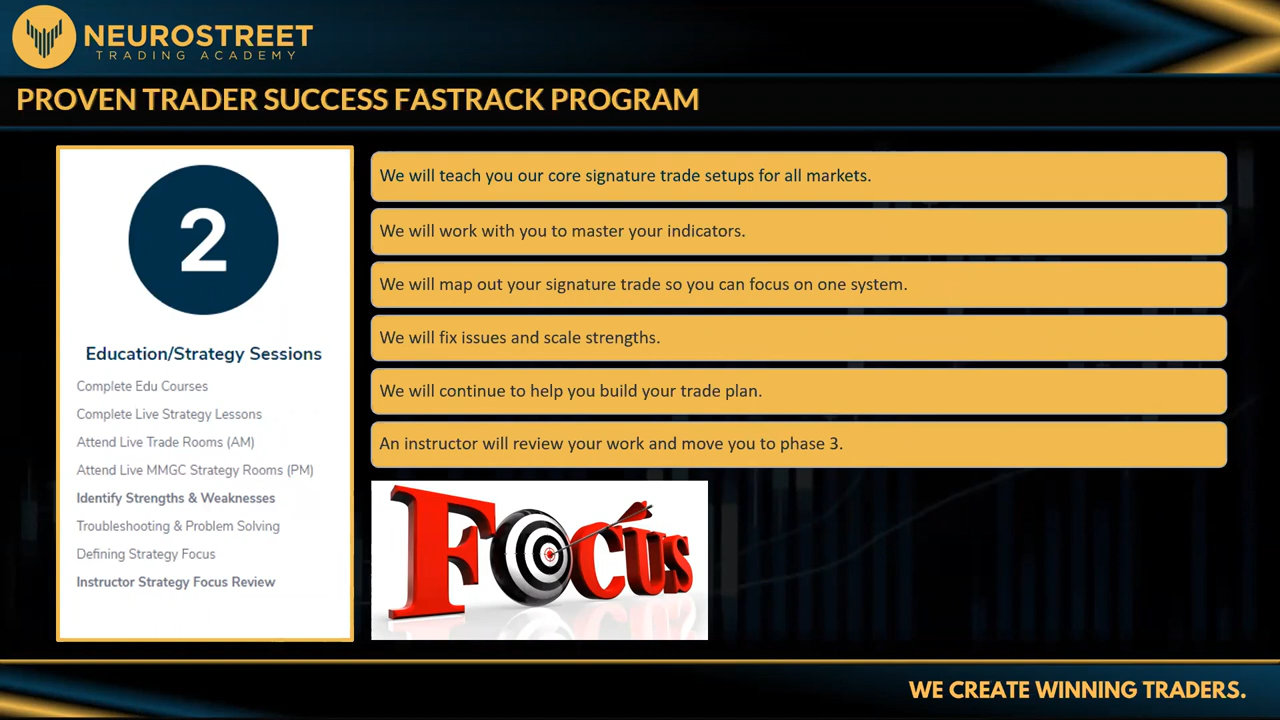 NEUROSTREET
TRADING ACADEMY
PROVEN TRADER SUCCESS FASTRACK PROGRAM
2
Education/Strategy Sessions
Complete Edu Courses
Complete Live Strategy Lessons
Attend Live Trade Rooms (AM)
Attend Live MMGC Strategy Rooms (PM)
Identify Strengths & Weaknesses
Troubleshooting & Problem Solving
Defining Strategy Focus
Instructor Strategy Focus Review
We will teach you our core signature trade setups for all markets.
We will work with you to master your indicators.
We will map out your signature trade so you can focus on one system.
We will fix issues and scale strengths.
We will continue to help you build your trade plan.
An instructor will review your work and move you to phase 3.
Focus
WE CREATE WINNING TRADERS.